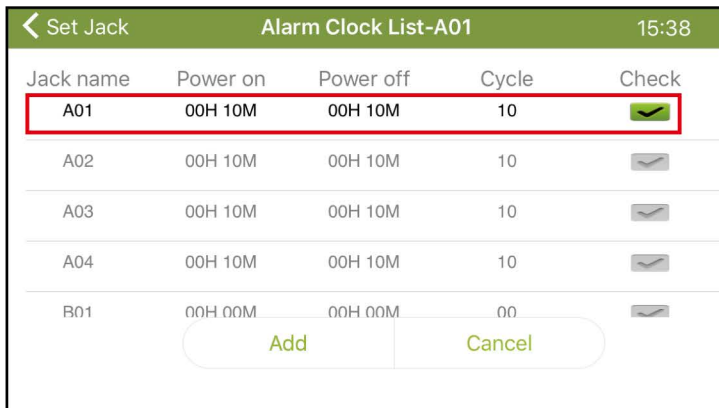 Set Jack Alarm Clock List-A01 15:38
Jack name Power on Power off Cycle Check
A01 00H 10M 00H 10M 10
A02 00H 10M 00H 10M 10
A03 00H 10M 00H 10M 10
A04 00H 10M 00H 10M 10
B01 00H 00M 00H 00M 00
Add Cancel